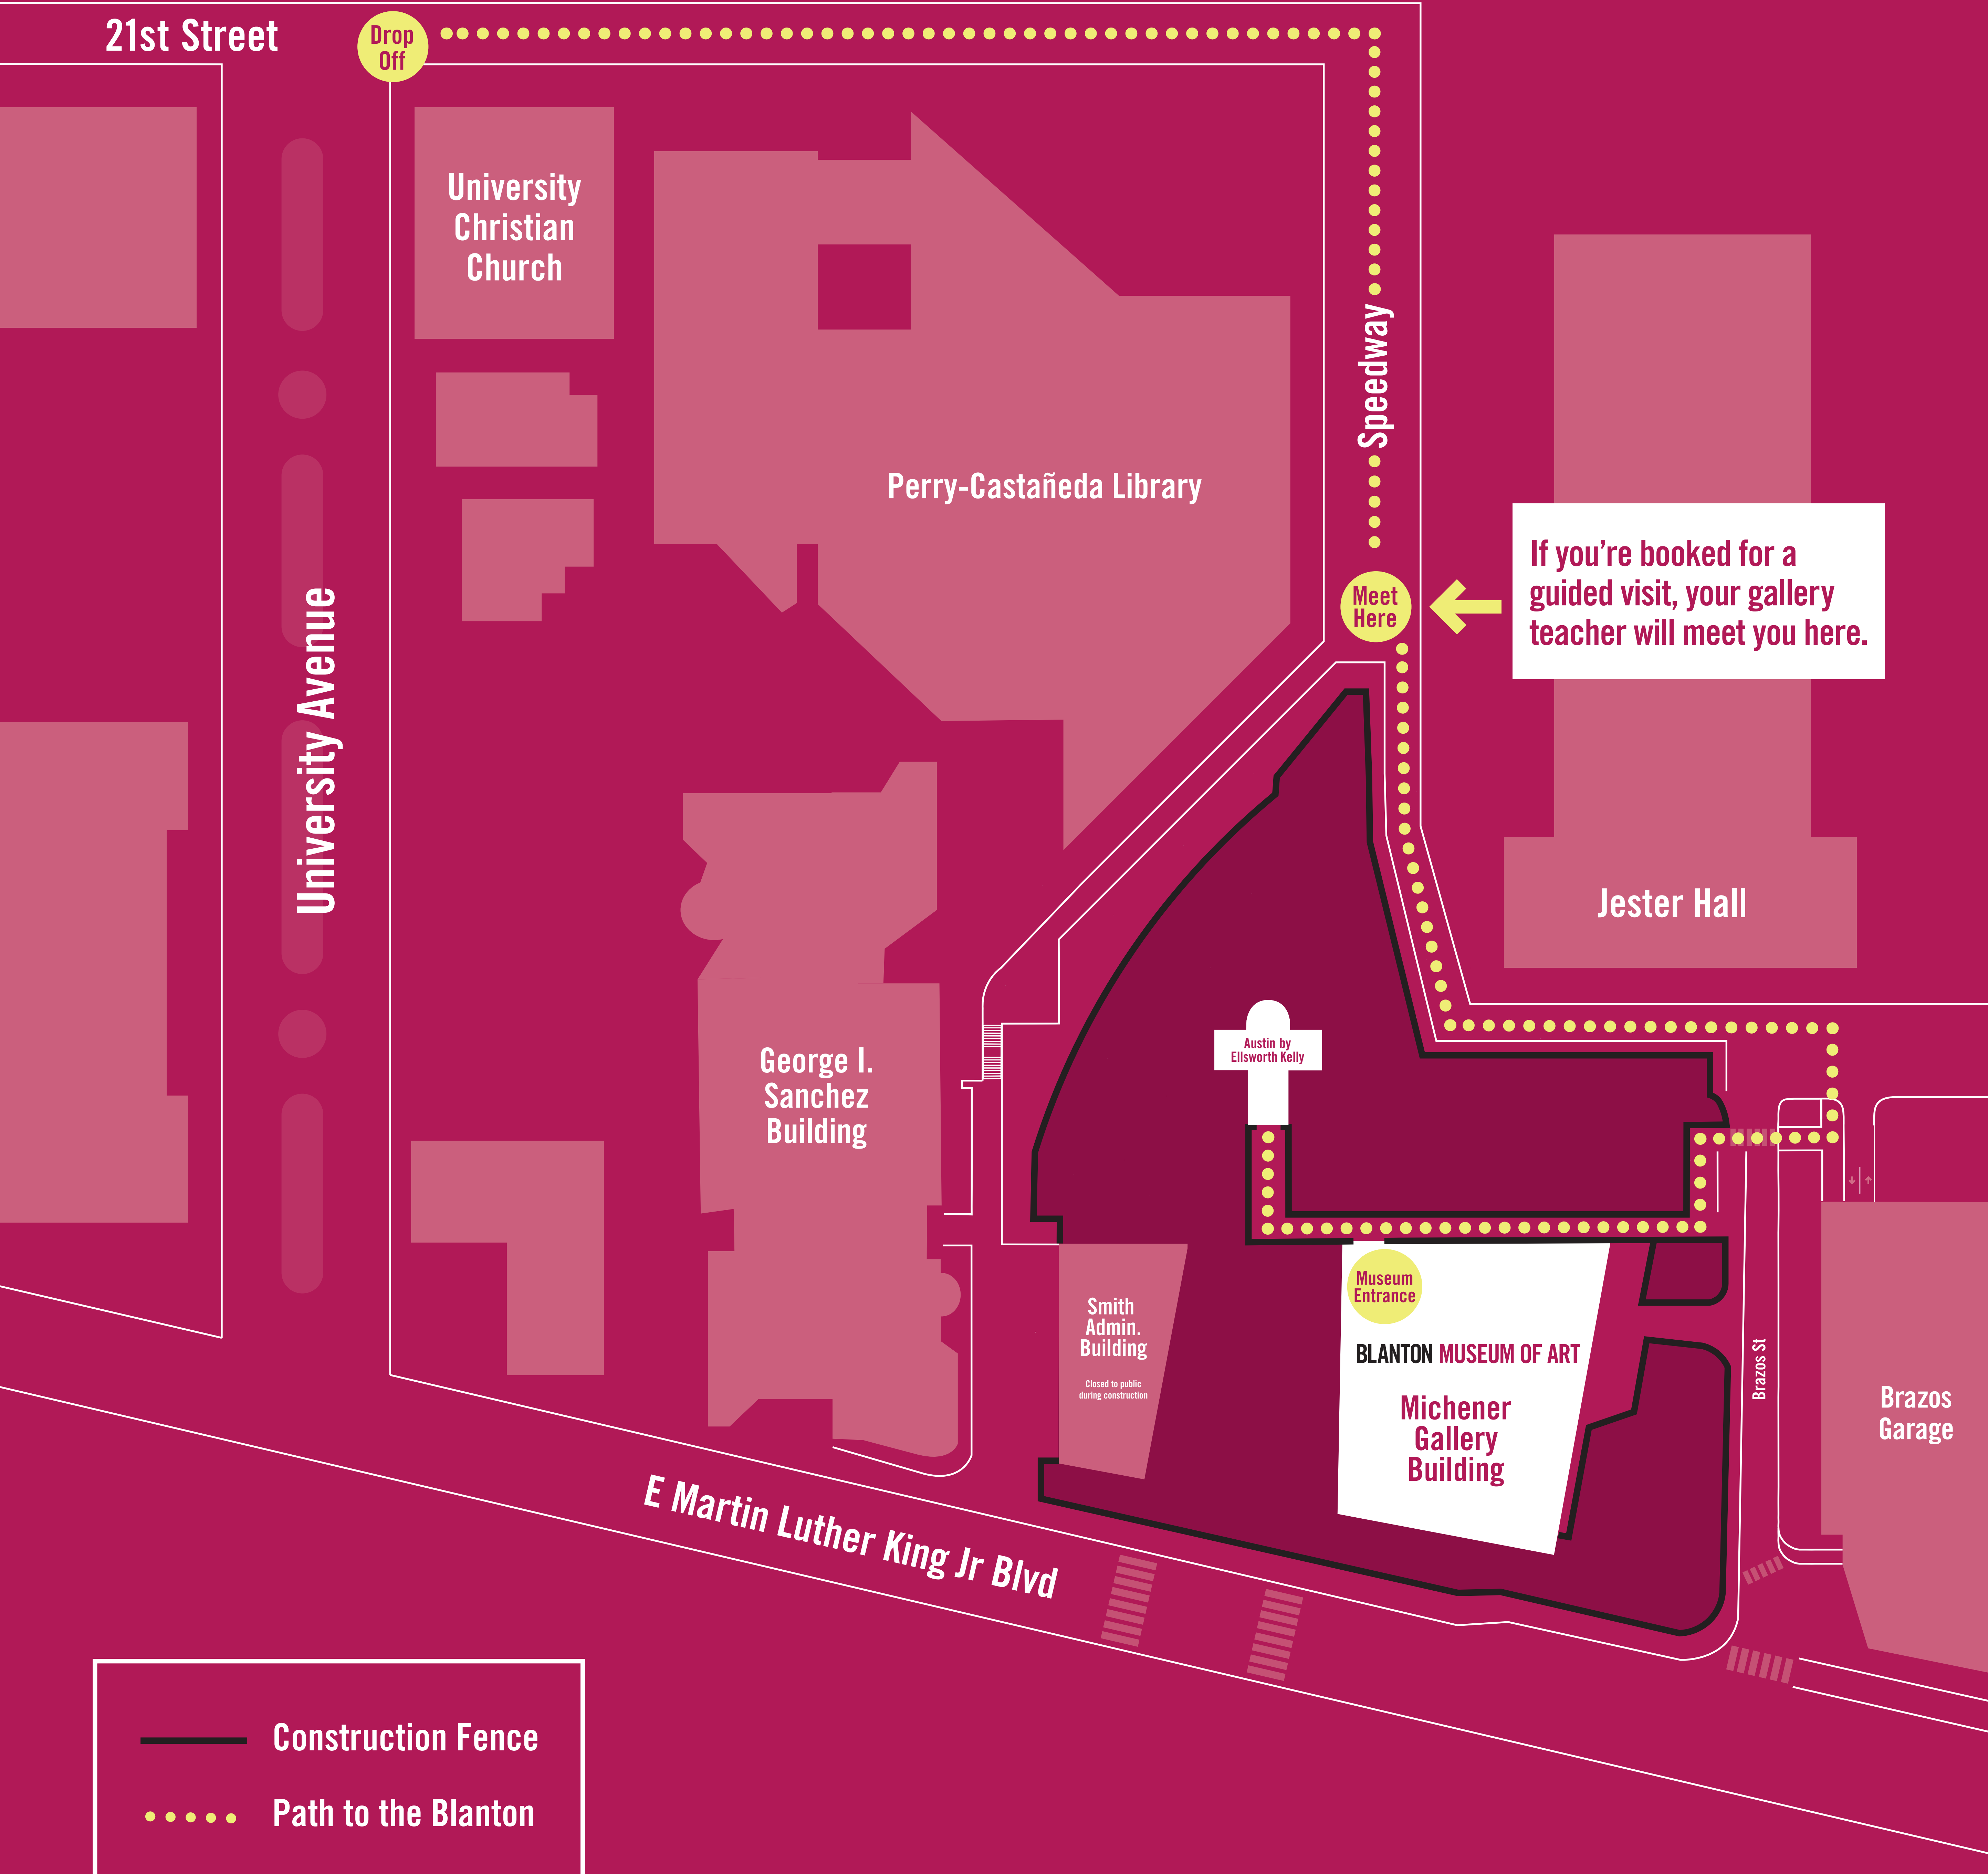 21st Street
Drop
Off
University
Christian
Church
Perry-Castañeda Library
Speedway
Meet
Here
If you’re booked for a
guided visit, your gallery
teacher will meet you here.
University Avenue
Jester Hall
Austin by
Ellsworth Kelly
George I.
Sanchez
Building
Museum
Entrance
Smith
Admin.
Building
Closed to public
during construction
BLANTON MUSEUM OF ART
Michener
Gallery
Building
Brazos St
Brazos
Garage
E Martin Luther King Jr Blvd
Construction Fence
Path to the Blanton